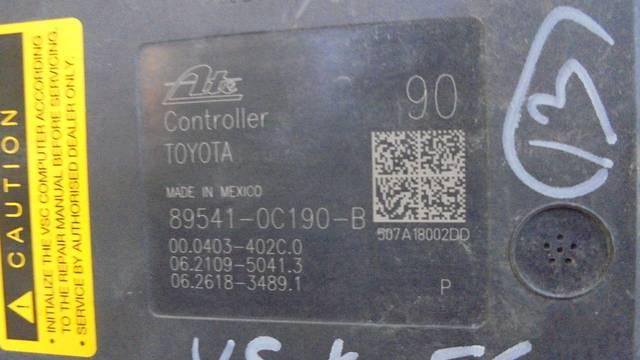 CAUTION
• INITIALIZE THE VSC COMPUTER ACCORDING
TO THE REPAIR MANUAL BEFORE SERVICING.
• SERVICE BY AUTHORISED DEALER ONLY.
Ate
90
Controller
TOYOTA
MADE IN MEXICO
89541-0C190-B
507A18002DD
00.0403-402C.0
06.2109-5041.3
06.2618-3489.1
P
13